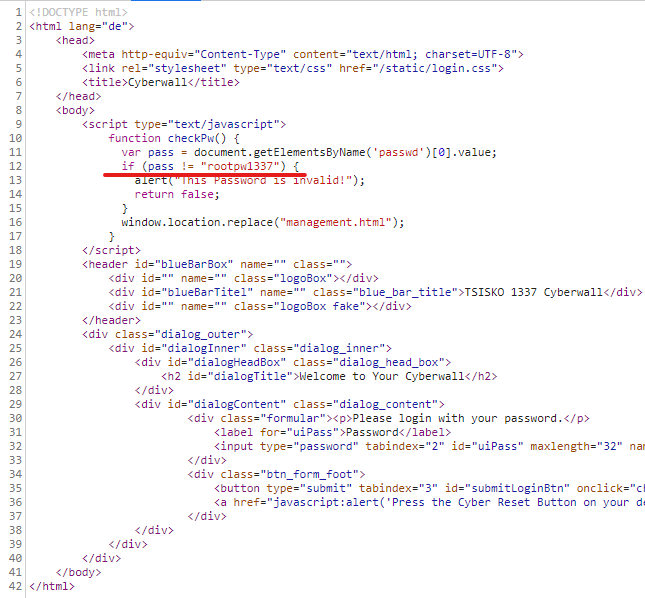 1 <!DOCTYPE html>
2 <html lang="de">
3 <head>
4 <meta http-equiv="Content-Type" content="text/html; charset=UTF-8">
5 <link rel="stylesheet" type="text/css" href="/static/login.css">
6 <title>Cyberwall</title>
7 </head>
8 <body>
9 <script type="text/javascript">
10 function checkPw() {
11 var pass = document.getElementsByName('passwd')[0].value;
12 if (pass != "rootpw1337") {
13 alert("This Password is invalid!");
14 return false;
15 }
16 window.location.replace("management.html");
17 }
18 </script>
19 <header id="blueBarBox" name="" class="">
20 <div id="" name="" class="logoBox"></div>
21 <div id="blueBarTitel" name="" class="blue_bar_title">TSISKO 1337 Cyberwall</div>
22 <div id="" name="" class="logoBox fake"></div>
23 </header>
24 <div class="dialog_outer">
25 <div id="dialogInner" class="dialog_inner">
26 <div id="dialogHeadBox" class="dialog_head_box">
27 <h2 id="dialogTitle">Welcome to Your Cyberwall</h2>
28 </div>
29 <div id="dialogContent" class="dialog_content">
30 <div class="formular"><p>Please login with your password.</p>
31 <label for="uiPass">Password</label>
32 <input type="password" tabindex="2" id="uiPass" maxlength="32" nam
33 </div>
34 <div class="btn_form_foot">
35 <button type="submit" tabindex="3" id="submitLoginBtn" onclick="ch
36 <a href="javascript:alert('Press the Cyber Reset Button on your de
37 </div>
38 </div>
39 </div>
40 </div>
41 </body>
42 </html>